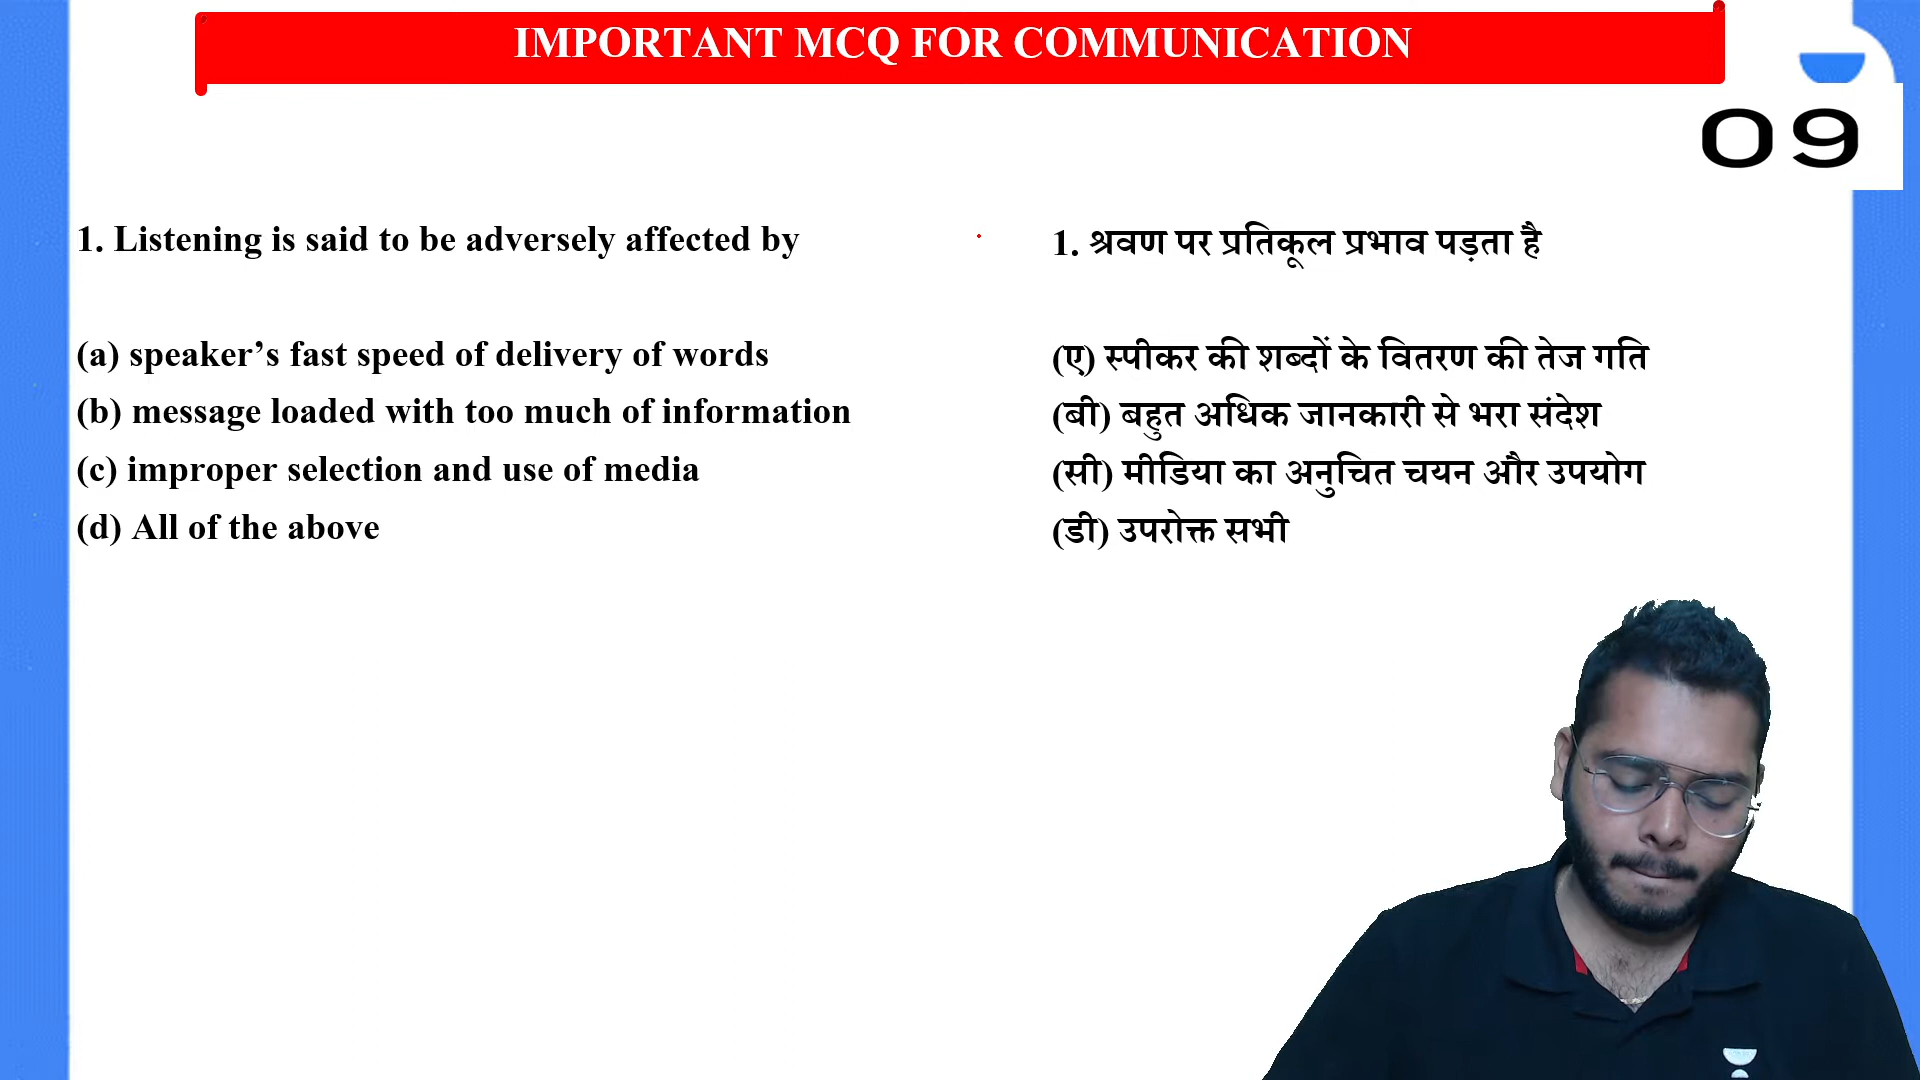 IMPORTANT MCQ FOR COMMUNICATION
09
1. Listening is said to be adversely affected by
(a) speaker’s fast speed of delivery of words
(b) message loaded with too much of information
(c) improper selection and use of media
(d) All of the above
1. श्रवण पर प्रतिकूल प्रभाव पड़ता है
(ए) स्पीकर की शब्दों के वितरण की तेज गति
(बी) बहुत अधिक जानकारी से भरा संदेश
(सी) मीडिया का अनुचित चयन और उपयोग
(डी) उपरोक्त सभी